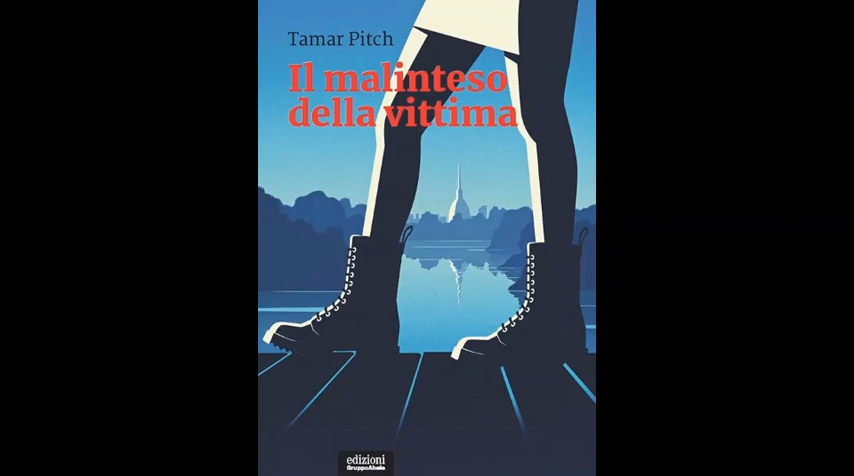 Tamar Pitch
Il malinteso
della vittima
edizioni
GruppoAbele